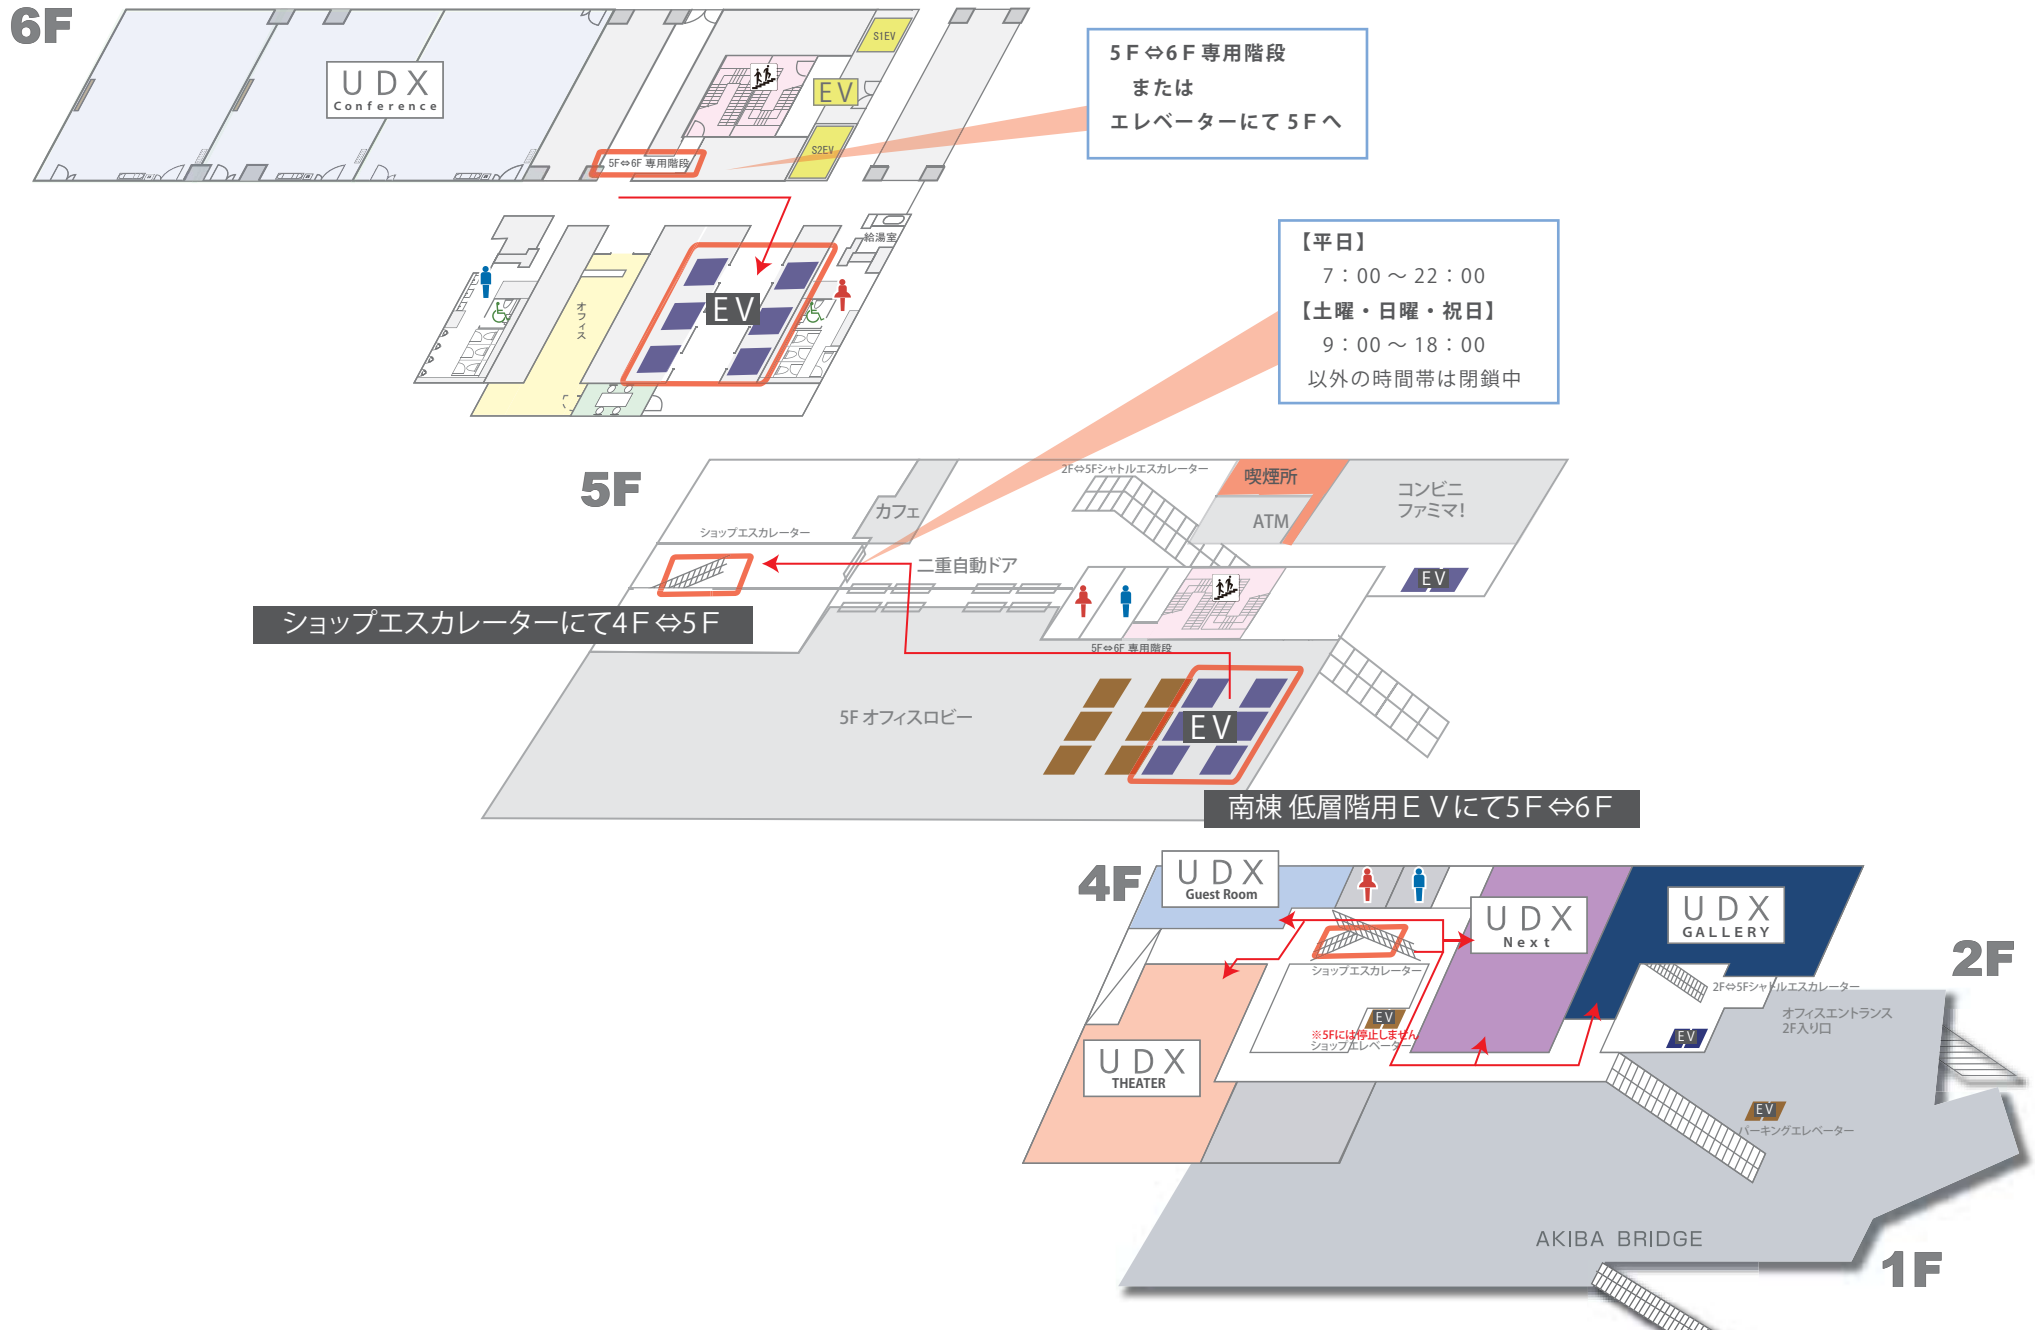 6F
UDX
Conference
S1EV
EV
S2EV
5F⇔6F 専用階段
5F⇔6F専用階段
または
エレベーターにて5Fへ
給湯室
オフィス
EV
【平日】
7：00 ～ 22：00
【土曜・日曜・祝日】
9：00 ～ 18：00
以外の時間帯は閉鎖中
5F
2F⇔5Fシャトルエスカレーター
喫煙所
コンビニ
ファミマ！
カフェ
ATM
ショップエスカレーター
二重自動ドア
EV
ショップエスカレーターにて4F⇔5F
5F⇔6F 専用階段
5F オフィスロビー
EV
南棟 低層階用EVにて5F⇔6F
4F
UDX
Guest Room
UDX
Next
UDX
GALLERY
2F
ショップエスカレーター
2F⇔5Fシャトルエスカレーター
オフィスエントランス
2F入り口
EV
※5Fには停止しません
ショップエレベーター
EV
UDX
THEATER
EV
パーキングエレベーター
AKIBA BRIDGE
1F